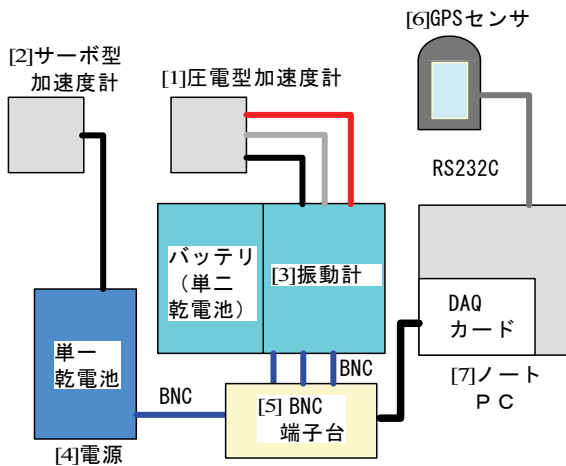 [6]GPSセンサ
[2]サーボ型
加速度計
[1]圧電型加速度計
RS232C
バッテリ
(単二
乾電池)
[3]振動計
DAQ
カード
単一
乾電池
BNC
BNC
[5] BNC
端子台
[7]ノート
PC
[4]電源